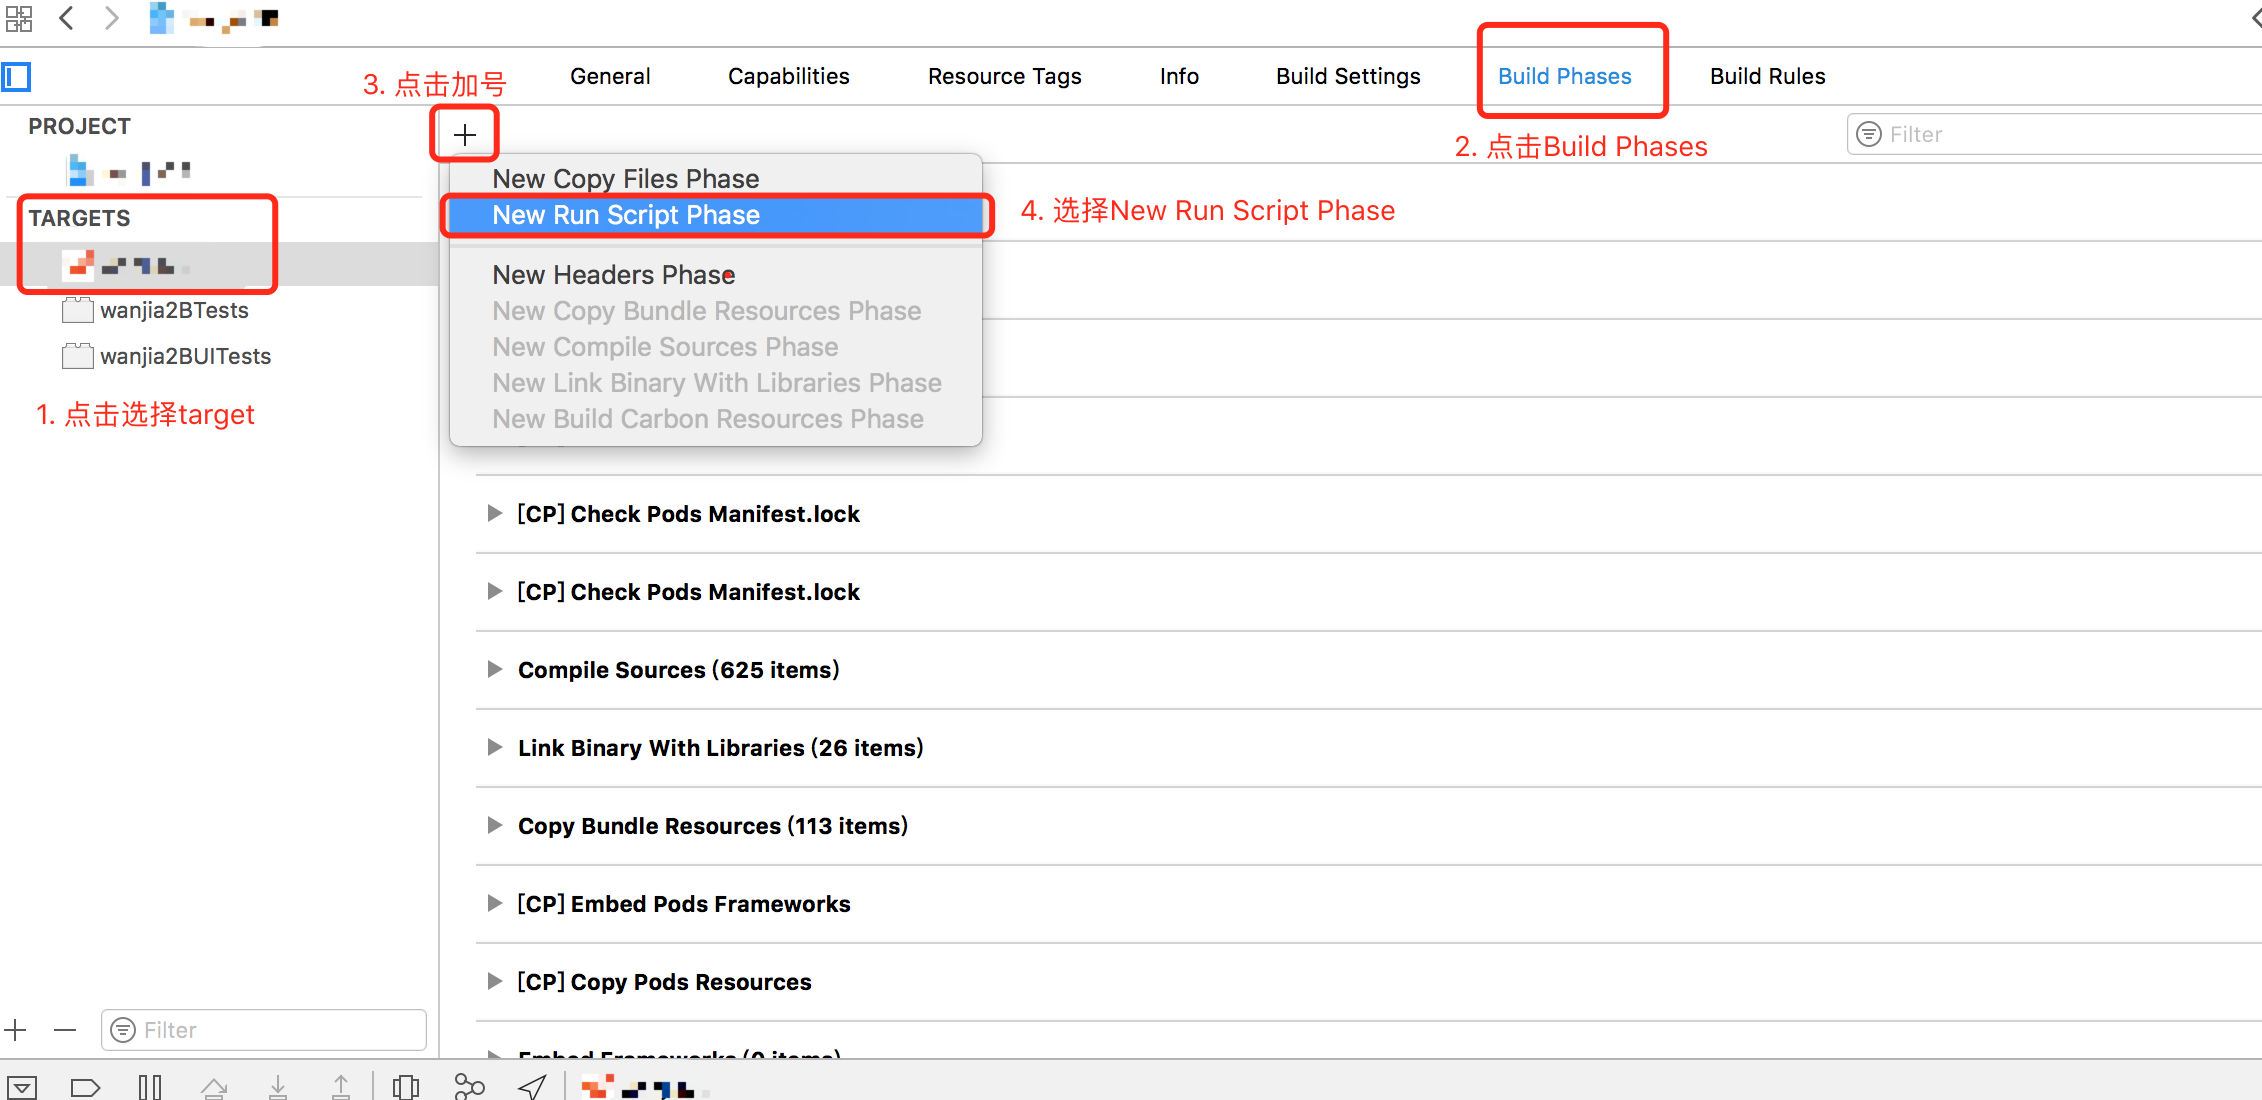 3. 点击加号
General
Capabilities
Resource Tags
Info
Build Settings
Build Phases
Build Rules
PROJECT
2. 点击Build Phases
Filter
New Copy Files Phase
New Run Script Phase
4. 选择New Run Script Phase
TARGETS
New Headers Phase
New Copy Bundle Resources Phase
New Compile Sources Phase
New Link Binary With Libraries Phase
New Build Carbon Resources Phase
wanjia2BTests
wanjia2BUITests
1. 点击选择target
[CP] Check Pods Manifest.lock
[CP] Check Pods Manifest.lock
Compile Sources (625 items)
Link Binary With Libraries (26 items)
Copy Bundle Resources (113 items)
[CP] Embed Pods Frameworks
[CP] Copy Pods Resources
Filter
Embed Frameworks (0 items)